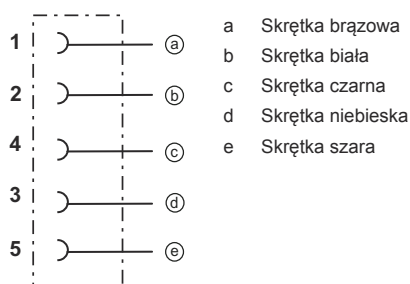 1 ⓐ
2 ⓑ
4 ⓒ
3 ⓓ
5 ⓔ
a Skrętka brązowa
b Skrętka biała
c Skrętka czarna
d Skrętka niebieska
e Skrętka szara